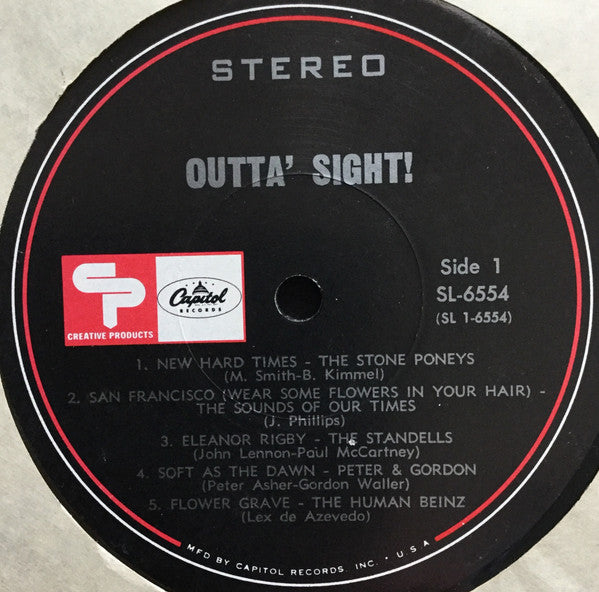 STEREO
OUTTA' SIGHT!
CP
CREATIVE PRODUCTS
Capitol
RECORDS
Side 1
SL-6554
(SL 1-6554)
1. NEW HARD TIMES - THE STONE PONEYS
(M. Smith-B. Kimmel)
2. SAN FRANCISCO (WEAR SOME FLOWERS IN YOUR HAIR) -
THE SOUNDS OF OUR TIMES
(J. Phillips)
3. ELEANOR RIGBY - THE STANDELLS
(John Lennon-Paul McCartney)
4. SOFT AS THE DAWN - PETER & GORDON
(Peter Asher-Gordon Waller)
5. FLOWER GRAVE - THE HUMAN BEINZ
(Lex de Azevedo)
MFD BY CAPITOL RECORDS, INC. • U.S.A.